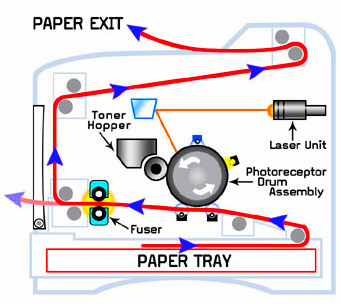 PAPER EXIT
Toner
Hopper
Laser Unit
Photoreceptor
Drum
Assembly
Fuser
PAPER TRAY